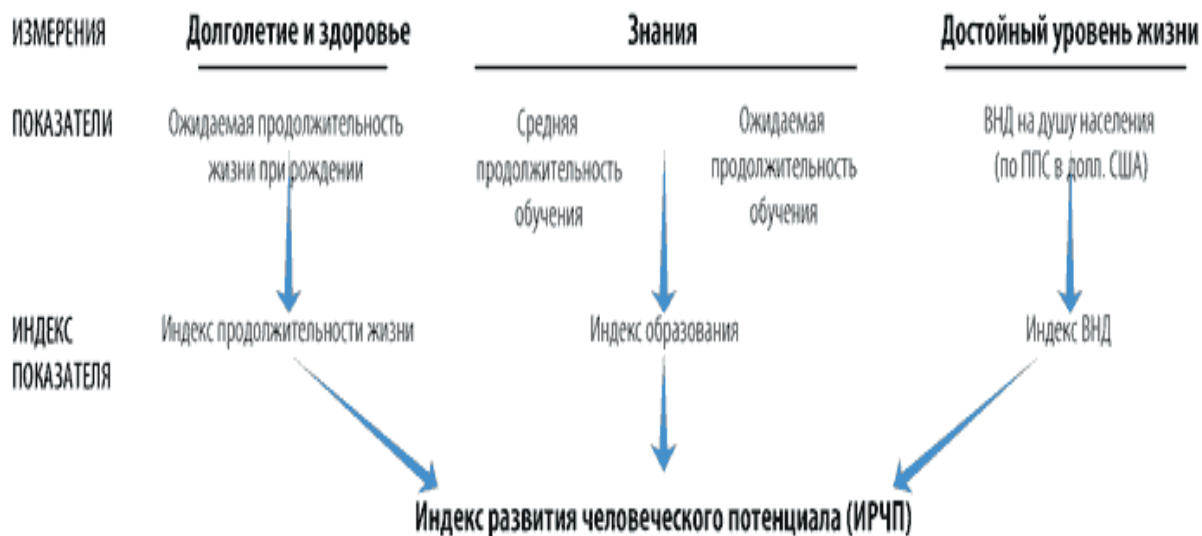 ИЗМЕРЕНИЯ
Долголетие и здоровье
Знания
Достойный уровень жизни
ПОКАЗАТЕЛИ
Ожидаемая продолжительность
жизни при рождении
Средняя
продолжительность
обучения
Ожидаемая
продолжительность
обучения
ВНД на душу населения
(по ППС в долл. США)
ИНДЕКС
ПОКАЗАТЕЛЯ
Индекс продолжительности жизни
Индекс образования
Индекс ВНД
Индекс развития человеческого потенциала (ИРЧП)